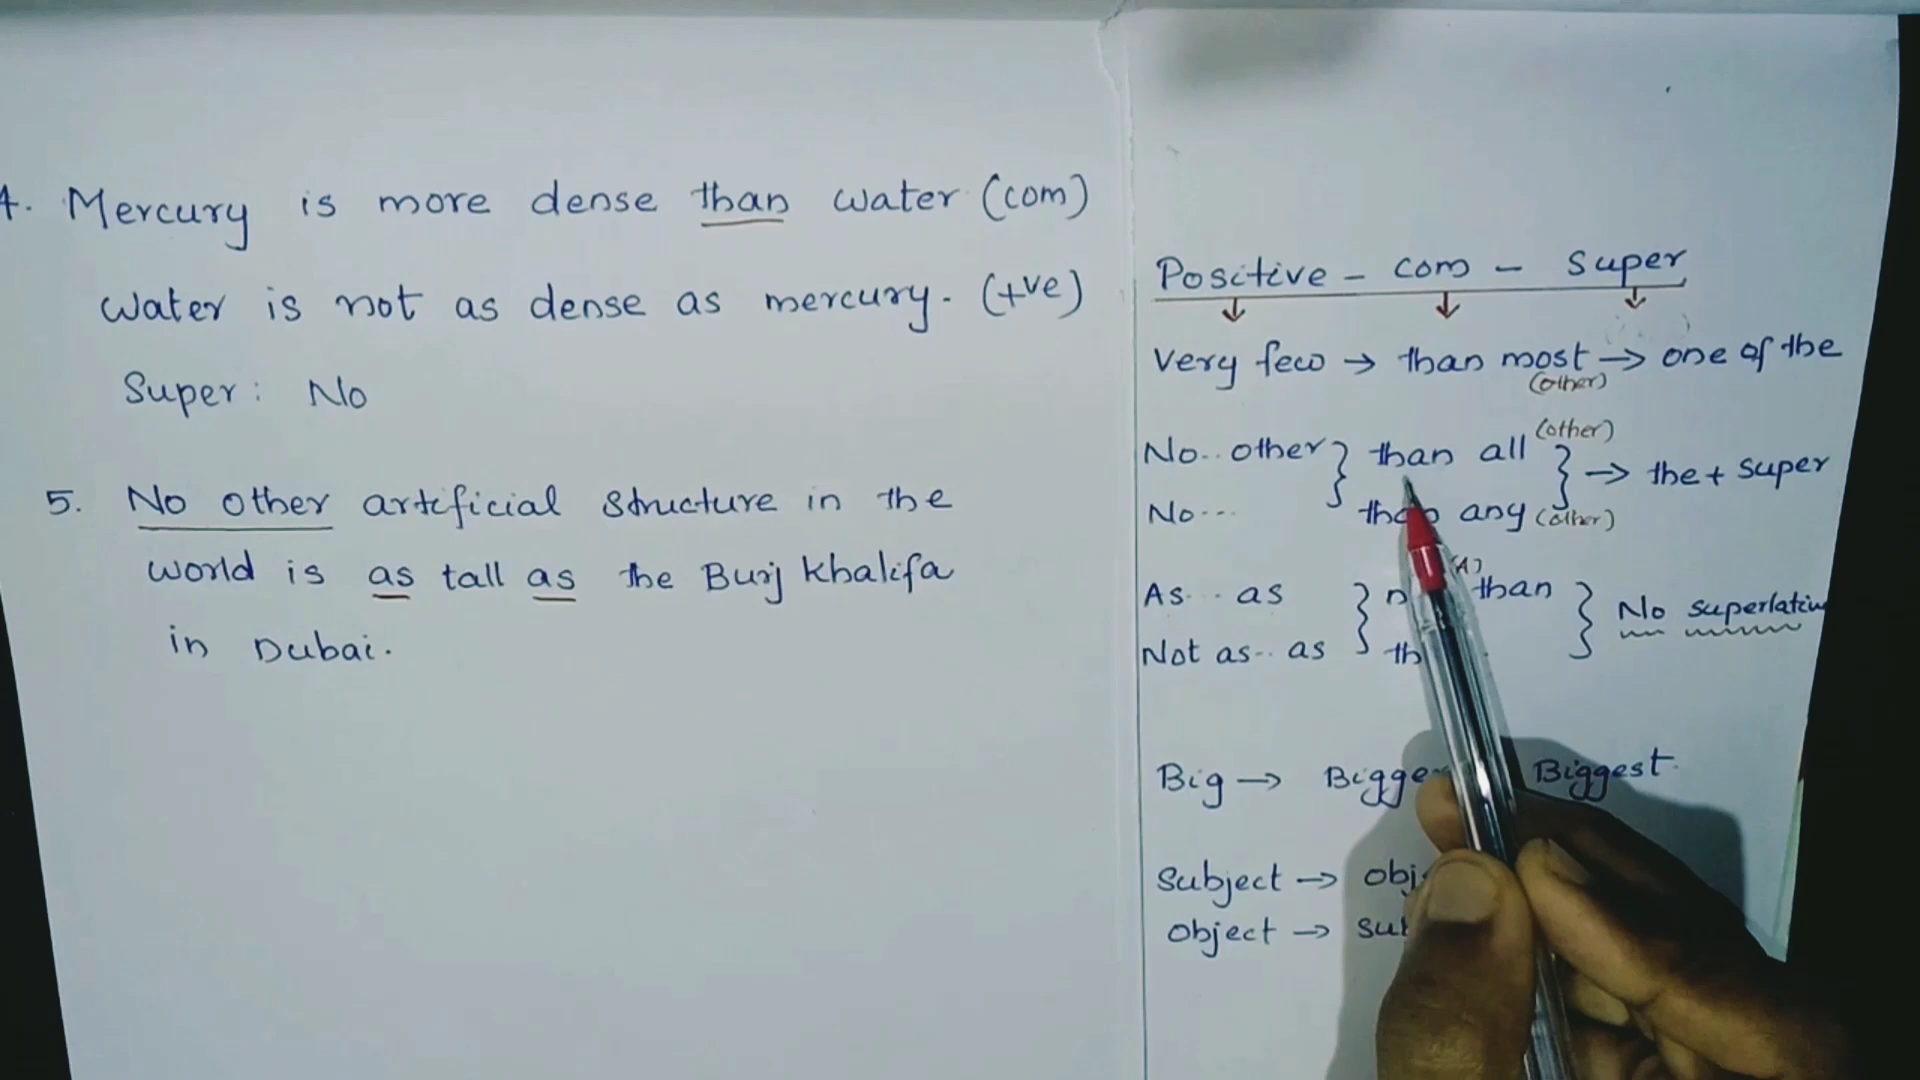 4. Mercury is more dense than water (com)
water is not as dense as mercury. (+ve)
Super: No
5. No other artificial structure in the
world is as tall as the Burj Khalifa
in Dubai.
Positive - com - Super
Very few → than most → one of the
(other)
No.. other } than all (other) } → the + super
No... than any (other)
As... as } than } No superlative
Not as.. as
Big → Biggest.
Subject →
object →